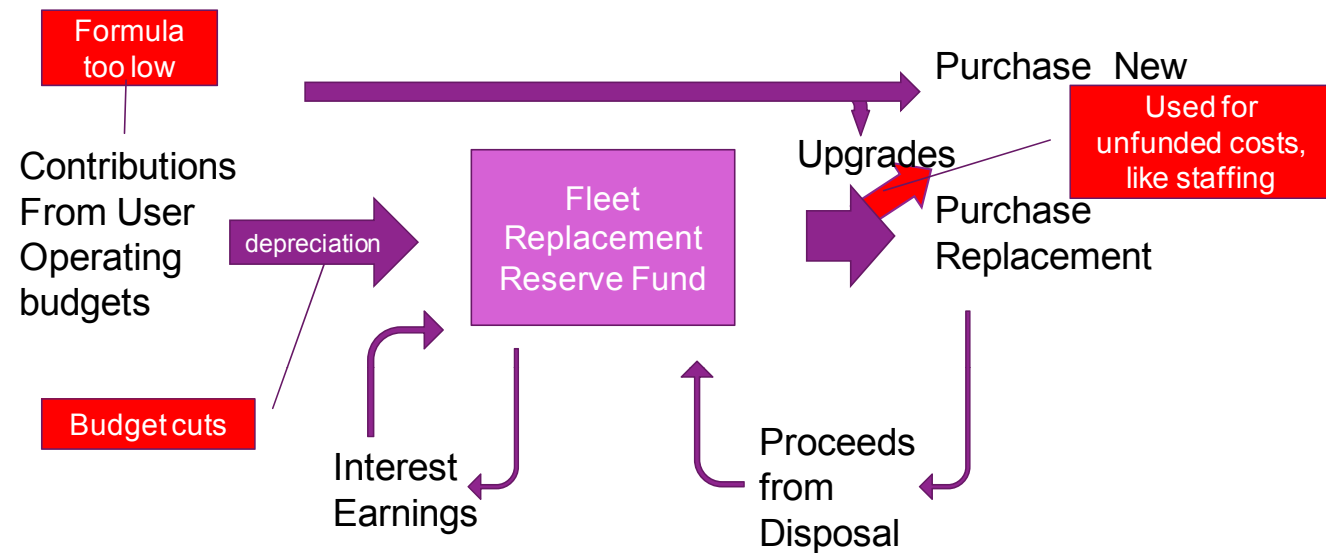 Formula
too low
Contributions
From User
Operating
budgets
depreciation
Budget cuts
Fleet
Replacement
Reserve Fund
Interest
Earnings
Purchase New
Upgrades
Used for
unfunded costs,
like staffing
Purchase
Replacement
Proceeds
from
Disposal